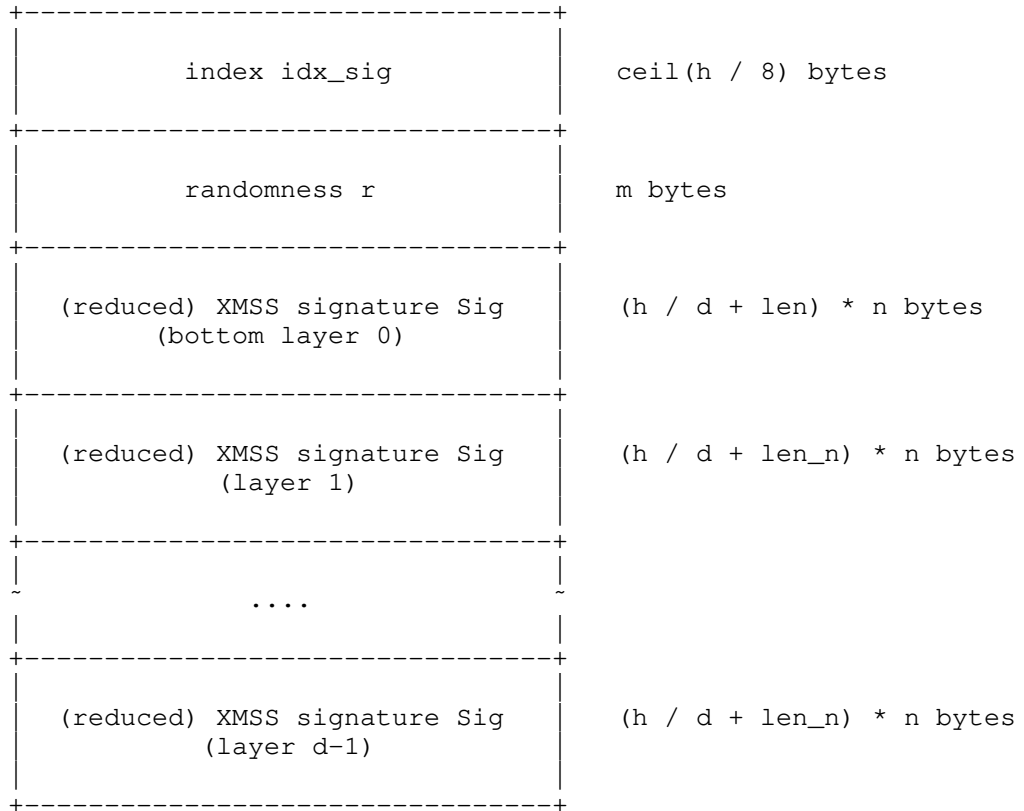 index idx_sig ceil(h / 8) bytes
randomness r m bytes
(reduced) XMSS signature Sig (h / d + len) * n bytes
(bottom layer 0)
(reduced) XMSS signature Sig (h / d + len_n) * n bytes
(layer 1)
....
(reduced) XMSS signature Sig (h / d + len_n) * n bytes
(layer d-1)